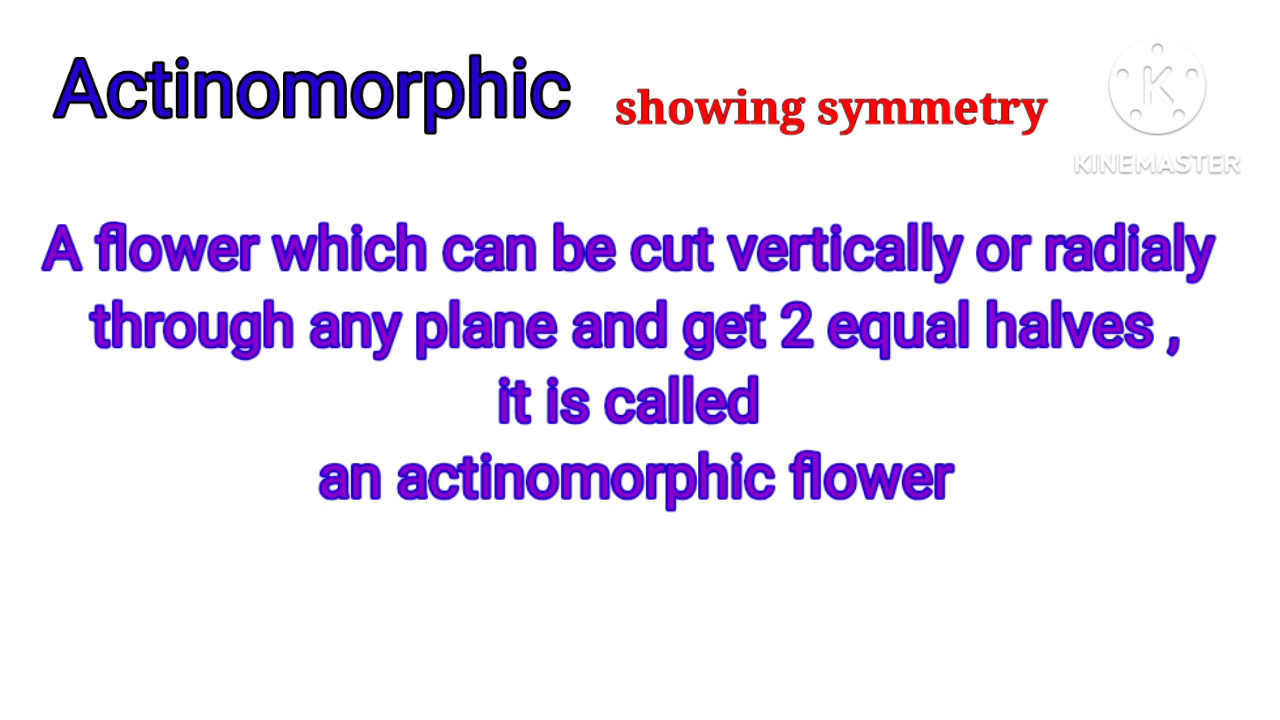 Actinomorphic showing symmetry
K
KINEMASTER
A flower which can be cut vertically or radialy
through any plane and get 2 equal halves ,
it is called
an actinomorphic flower